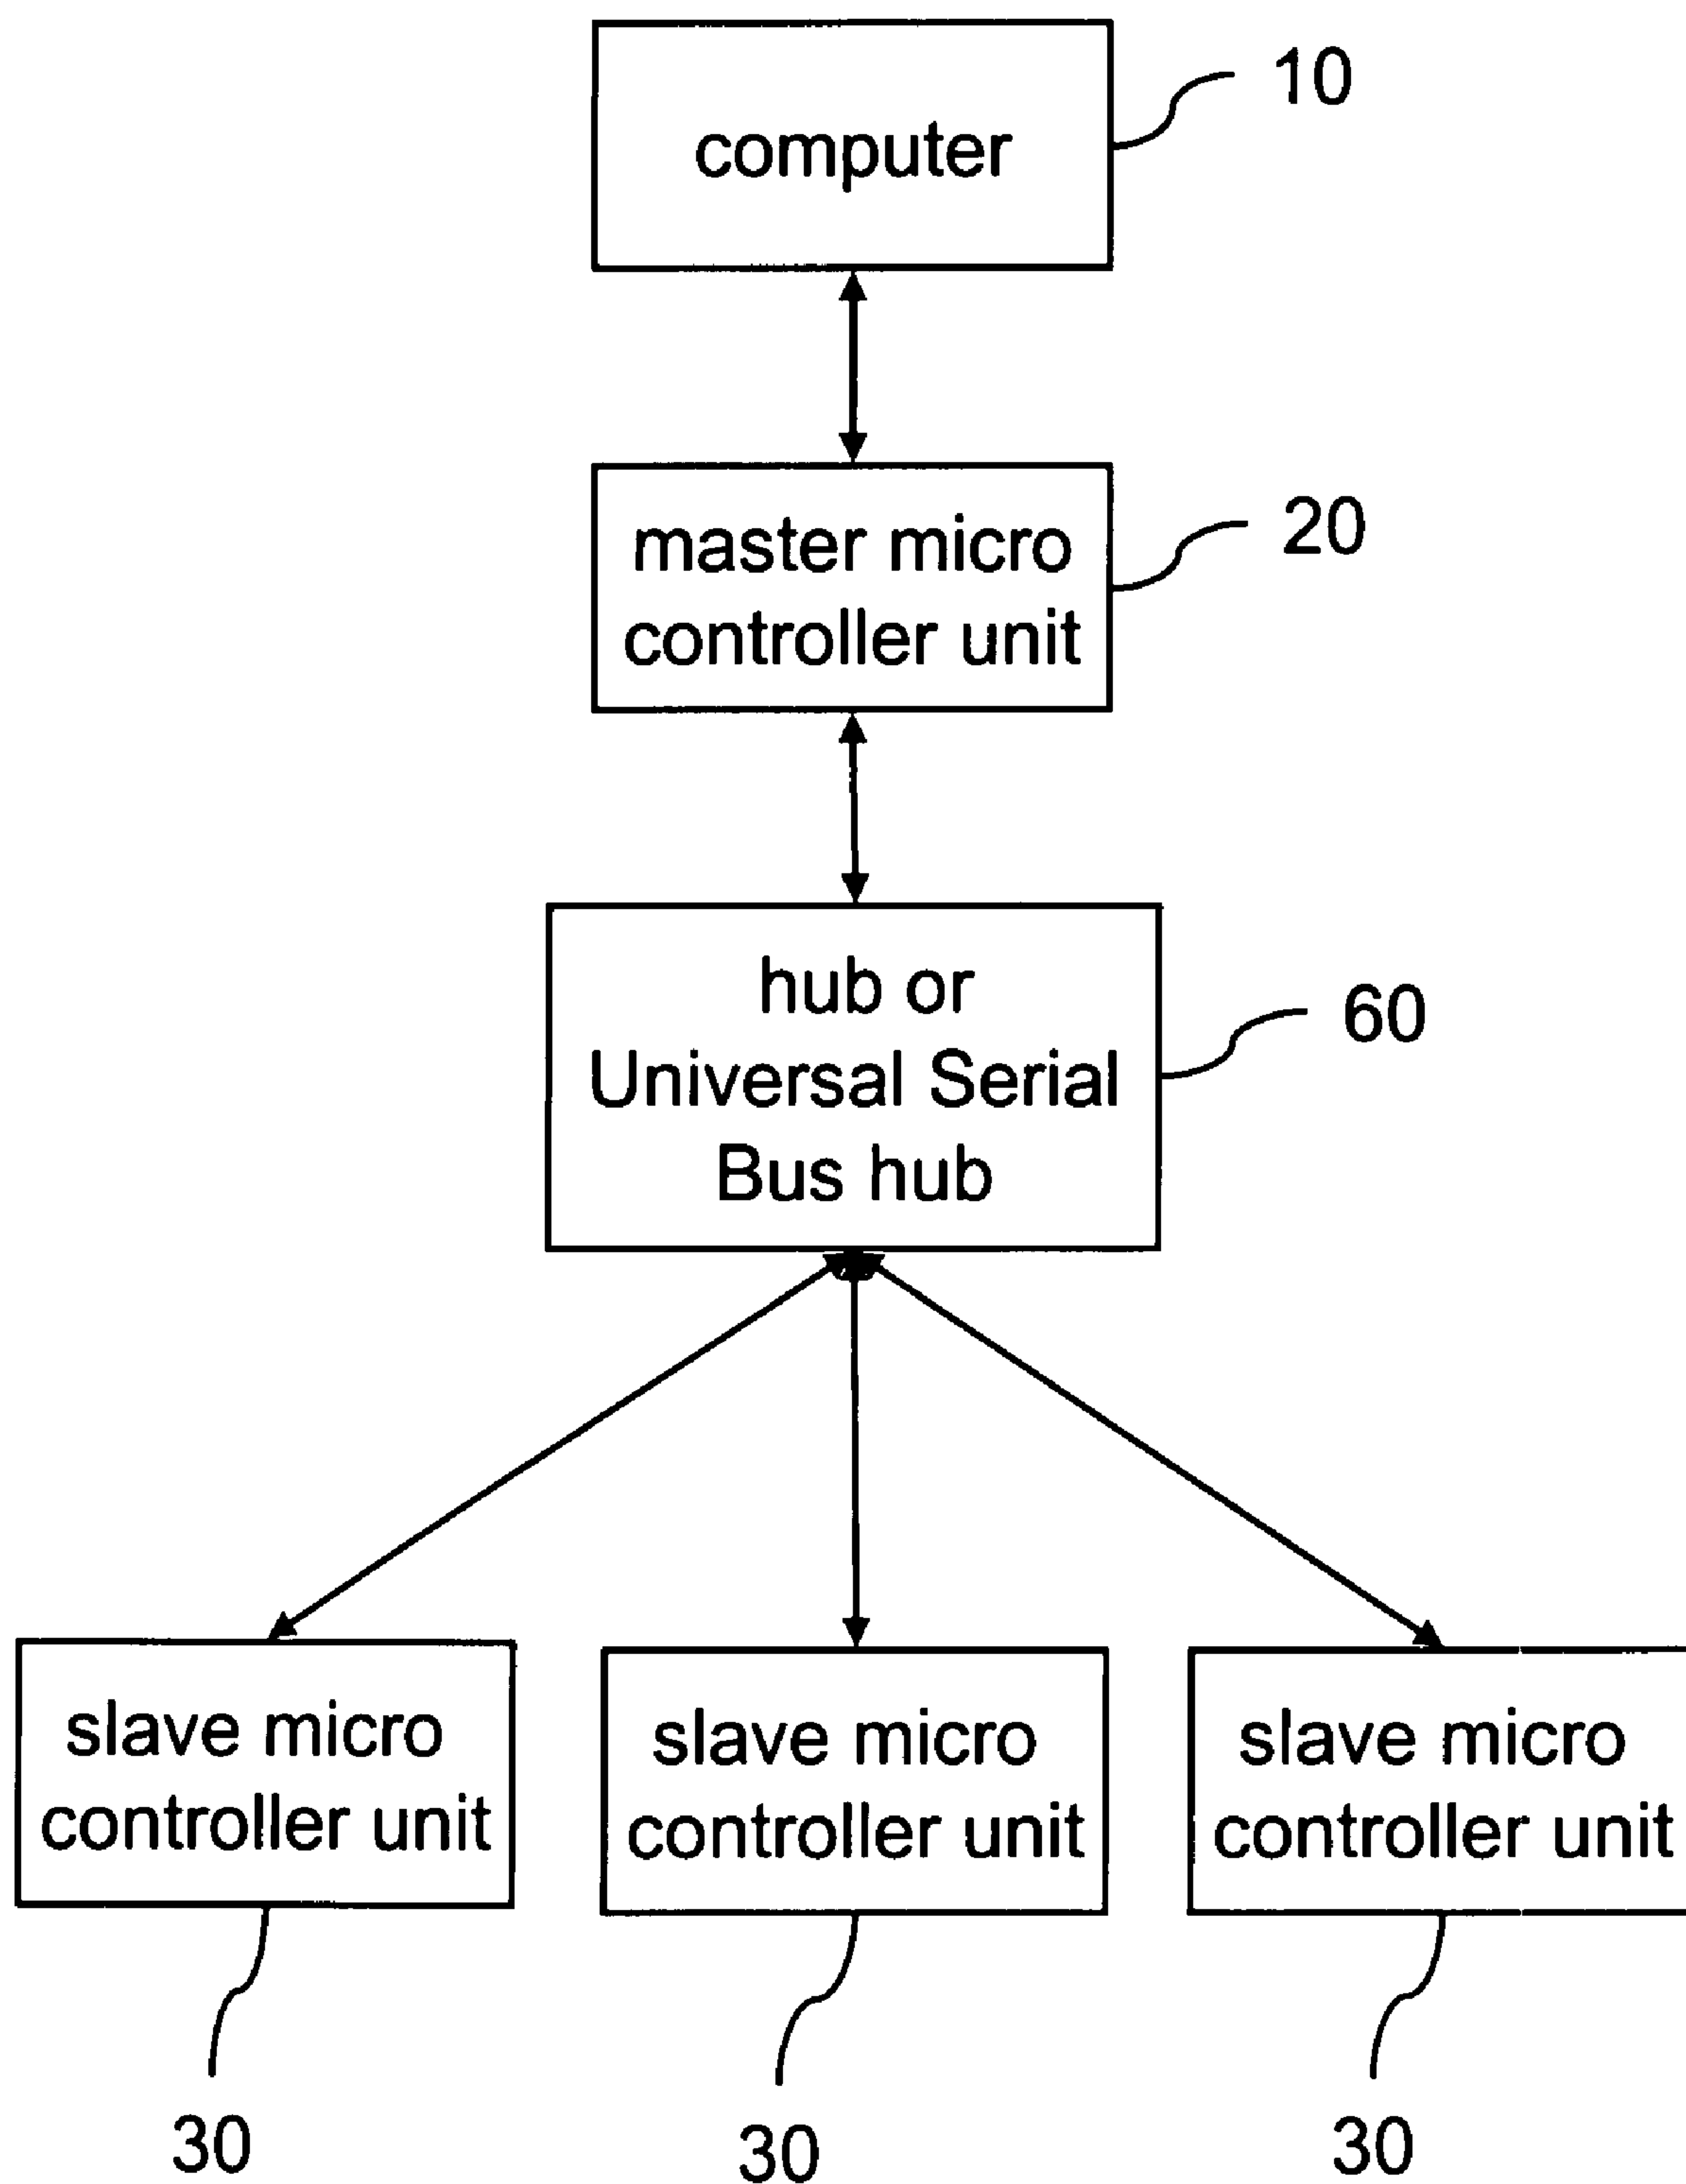 10
computer
20
master micro
controller unit
hub or
60
Universal Serial
Bus hub
slave micro
controller unit
slave micro
controller unit
slave micro
controller unit
30
30
30